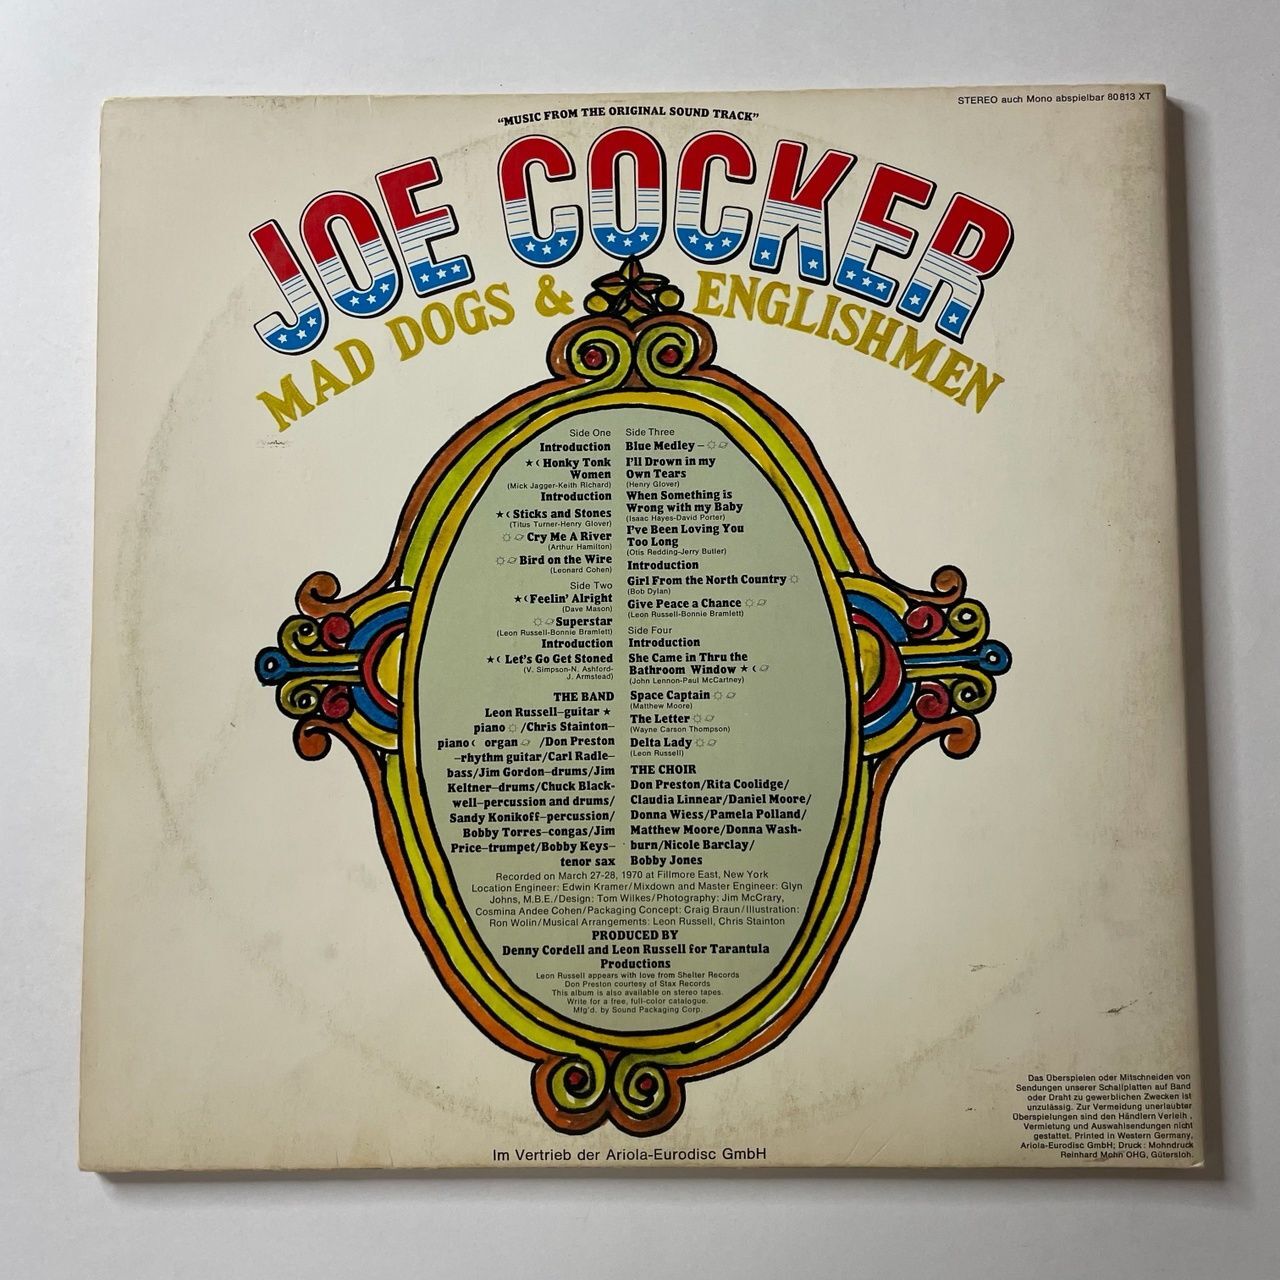 STEREO auch Mono abspielbar 80 813 XT
"MUSIC FROM THE ORIGINAL SOUND TRACK"
JOE COCKER
MAD DOGS & ENGLISHMEN
Side One
Introduction
Honky Tonk
Women
(Mick Jagger-Keith Richard)
Introduction
Sticks and Stones
(Titus Turner-Henry Glover)
Cry Me A River
(Arthur Hamilton)
Bird on the Wire
(Leonard Cohen)
Side Two
Feelin' Alright
(Dave Mason)
Superstar
(Leon Russell-Bonnie Bramlett)
Introduction
Let's Go Get Stoned
(V. Simpson-N. Ashford-
J. Armstead)
THE BAND
Leon Russell–guitar ★
piano ☼ /Chris Stainton–
piano☾ organ /Don Preston
–rhythm guitar/Carl Radle–
bass/Jim Gordon–drums/Jim
Keltner–drums/Chuck Black-
well–percussion and drums/
Sandy Konikoff–percussion/
Bobby Torres–congas/Jim
Price–trumpet/Bobby Keys–
tenor sax
Side Three
Blue Medley –
I'll Drown in my
Own Tears
(Henry Glover)
When Something is
Wrong with my Baby
(Isaac Hayes-David Porter)
I've Been Loving You
Too Long
(Otis Redding-Jerry Butler)
Introduction
Girl From the North Country
(Bob Dylan)
Give Peace a Chance
(Leon Russell-Bonnie Bramlett)
Side Four
Introduction
She Came in Thru the
Bathroom Window
(John Lennon-Paul McCartney)
Space Captain
(Matthew Moore)
The Letter
(Wayne Carson Thompson)
Delta Lady
(Leon Russell)
THE CHOIR
Don Preston/Rita Coolidge/
Claudia Linnear/Daniel Moore/
Donna Wiess/Pamela Polland/
Matthew Moore/Donna Wash-
burn/Nicole Barclay/
Bobby Jones
Recorded on March 27-28, 1970 at Fillmore East, New York
Location Engineer: Edwin Kramer/Mixdown and Master Engineer: Glyn
Johns, M.B.E./Design: Tom Wilkes/Photography: Jim McCrary,
Cosmina Andee Cohen/Packaging Concept: Craig Braun/Illustration:
Ron Wolin/Musical Arrangements: Leon Russell, Chris Stainton
PRODUCED BY
Denny Cordell and Leon Russell for Tarantula
Productions
Leon Russell appears with love from Shelter Records
Don Preston courtesy of Stax Records
This album is also available on stereo tapes.
Write for a free, full-color catalogue.
Mfg'd. by Sound Packaging Corp.
Das Überspielen oder Mitschneiden von
Sendungen unserer Schallplatten auf Band
oder Draht zu gewerblichen Zwecken ist
unzulässig. Zur Vermeidung unerlaubter
Überspielungen sind den Händlern Verleih,
Vermietung und Auswahlsendungen nicht
gestattet. Printed in Western Germany,
Ariola-Eurodisc GmbH; Druck: Mohndruck
Reinhard Mohn OHG, Gütersloh.
Im Vertrieb der Ariola-Eurodisc GmbH